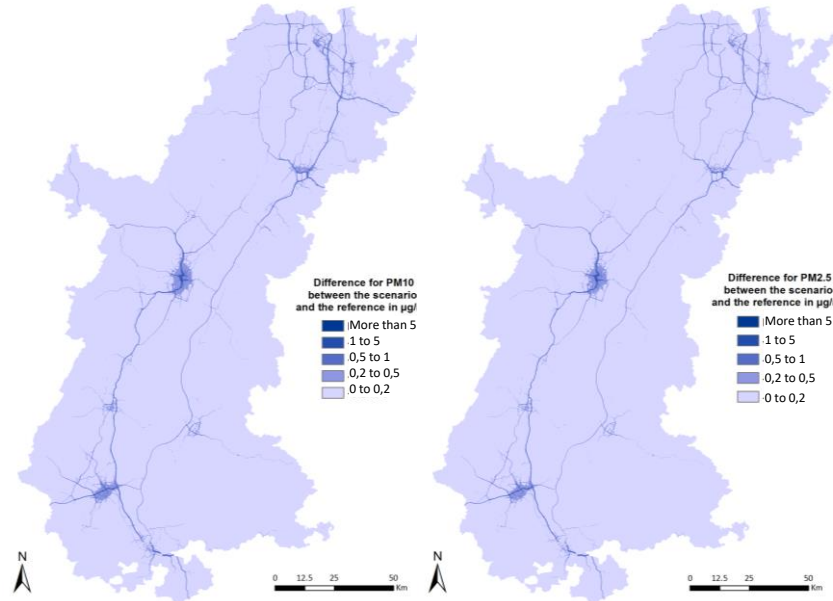 Difference for PM10
between the scenario
and the reference in µg/
More than 5
1 to 5
0,5 to 1
0,2 to 0,5
0 to 0,2
N
0 12.5 25 50
Km
Difference for PM2.5
between the scenario
and the reference in µg/
More than 5
1 to 5
0,5 to 1
0,2 to 0,5
0 to 0,2
N
0 12.5 25 50
Km